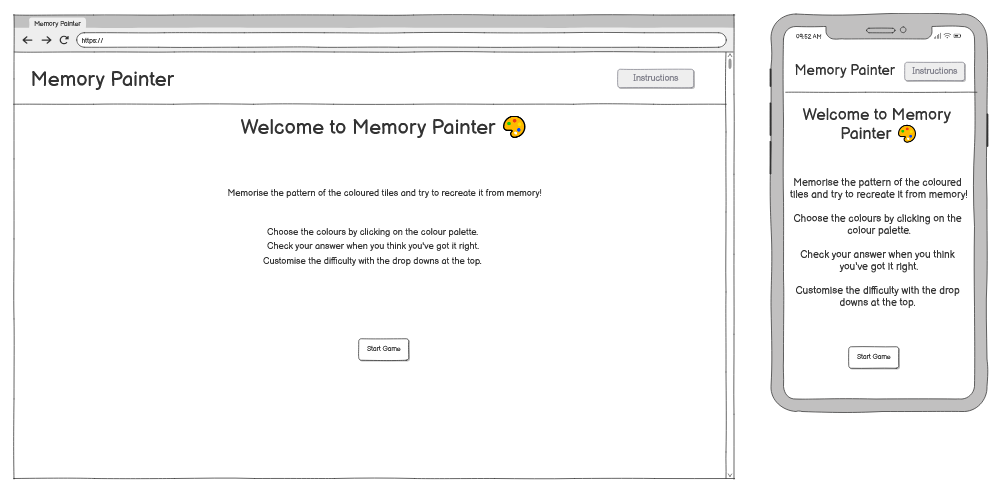 Memory Painter
https://
Memory Painter
Instructions
Welcome to Memory Painter
Memorise the pattern of the coloured tiles and try to recreate it from memory!
Choose the colours by clicking on the colour palette.
Check your answer when you think you've got it right.
Customise the difficulty with the drop downs at the top.
Start Game
09:52 AM
Memory Painter
Instructions
Welcome to Memory
Painter
Memorise the pattern of the coloured
tiles and try to recreate it from memory!
Choose the colours by clicking on the
colour palette.
Check your answer when you think
you've got it right.
Customise the difficulty with the drop
downs at the top.
Start Game